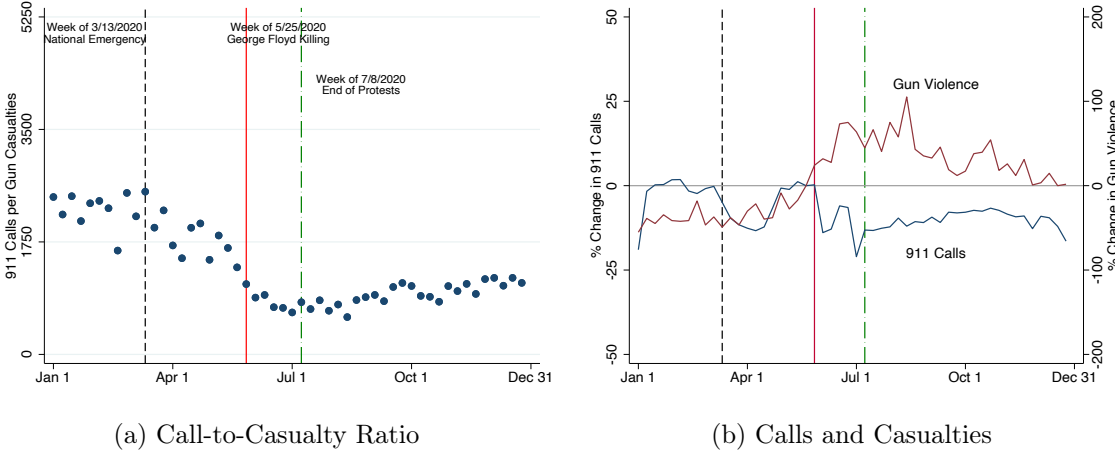 5250
3500
1750
0
911 Calls per Gun Casualties
Week of 3/13/2020
National Emergency
Week of 5/25/2020
George Floyd Killing
Week of 7/8/2020
End of Protests
Jan 1
Apr 1
Jul 1
Oct 1
Dec 31
(a) Call-to-Casualty Ratio
50
25
0
-25
-50
% Change in 911 Calls
Gun Violence
911 Calls
200
100
0
-100
-200
% Change in Gun Violence
Jan 1
Apr 1
Jul 1
Oct 1
Dec 31
(b) Calls and Casualties